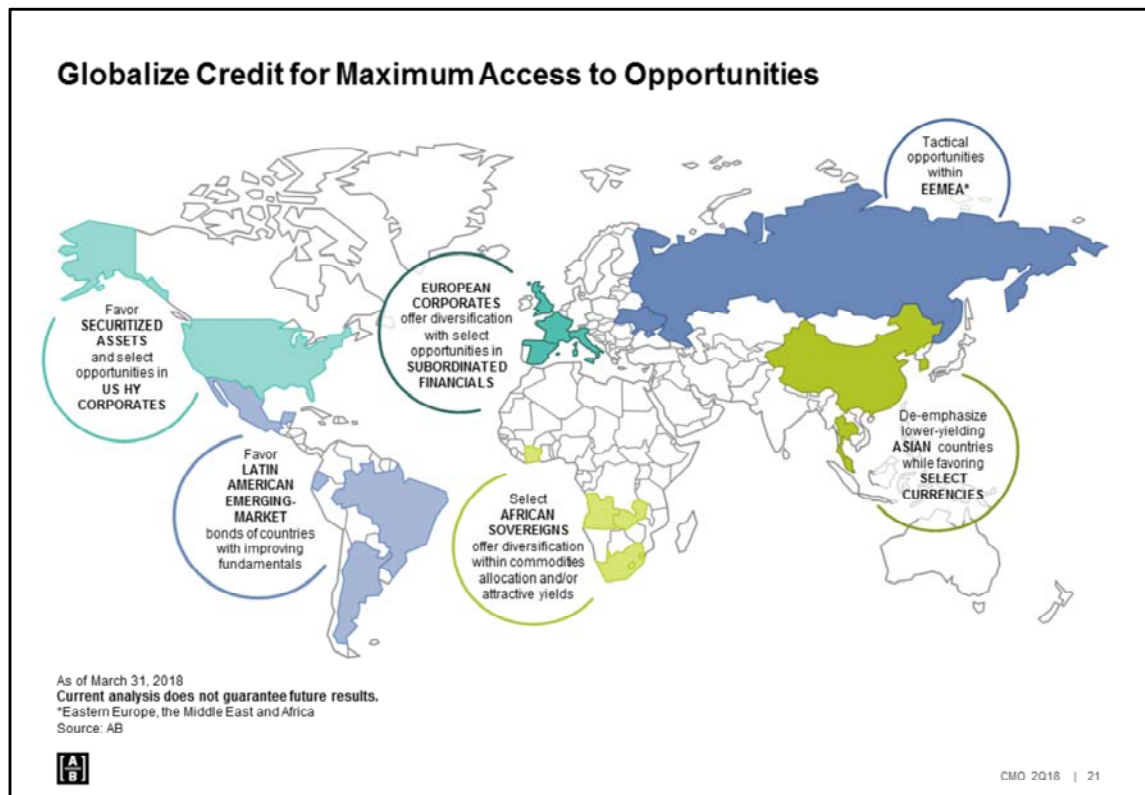 Globalize Credit for Maximum Access to Opportunities
Tactical
opportunities
within
EEMEA*
Favor
SECURITIZED
ASSETS
and select
opportunities in
US HY
CORPORATES
EUROPEAN
CORPORATES
offer diversification
with select
opportunities in
SUBORDINATED
FINANCIALS
De-emphasize
lower-yielding
ASIAN countries
while favoring
SELECT
CURRENCIES
Favor
LATIN
AMERICAN
EMERGING-
MARKET
bonds of countries
with improving
fundamentals
Select
AFRICAN
SOVEREIGNS
offer diversification
within commodities
allocation and/or
attractive yields
As of March 31, 2018
Current analysis does not guarantee future results.
*Eastern Europe, the Middle East and Africa
Source: AB
[A/B]
CMO 2Q18 | 21